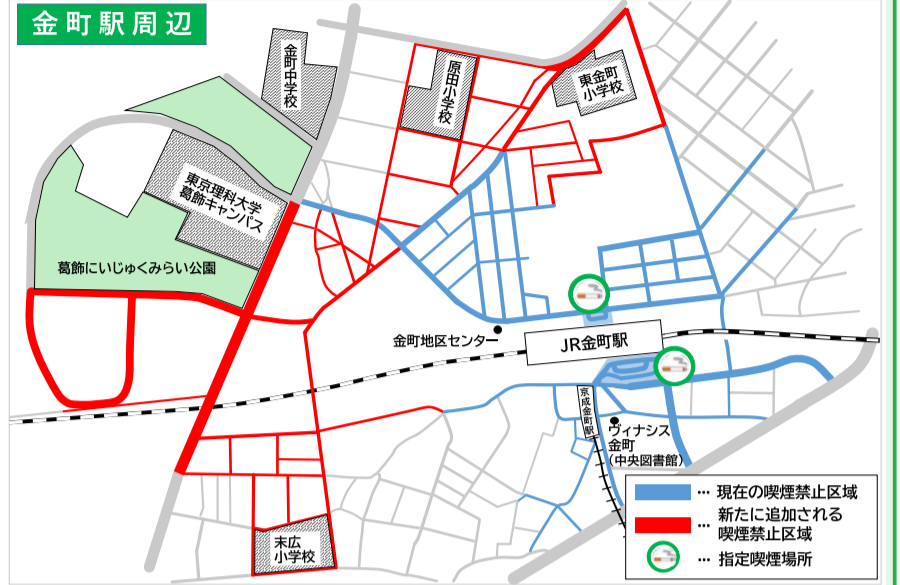 金町駅周辺
金町中学校
原田小学校
東金町
小学校
東京理科大学
葛飾キャンパス
葛飾にいじゅくみらい公園
金町地区センター
JR金町駅
京成金町駅
ヴィナシス
金町
(中央図書館)
末広
小学校
… 現在の喫煙禁止区域
… 新たに追加される
喫煙禁止区域
… 指定喫煙場所